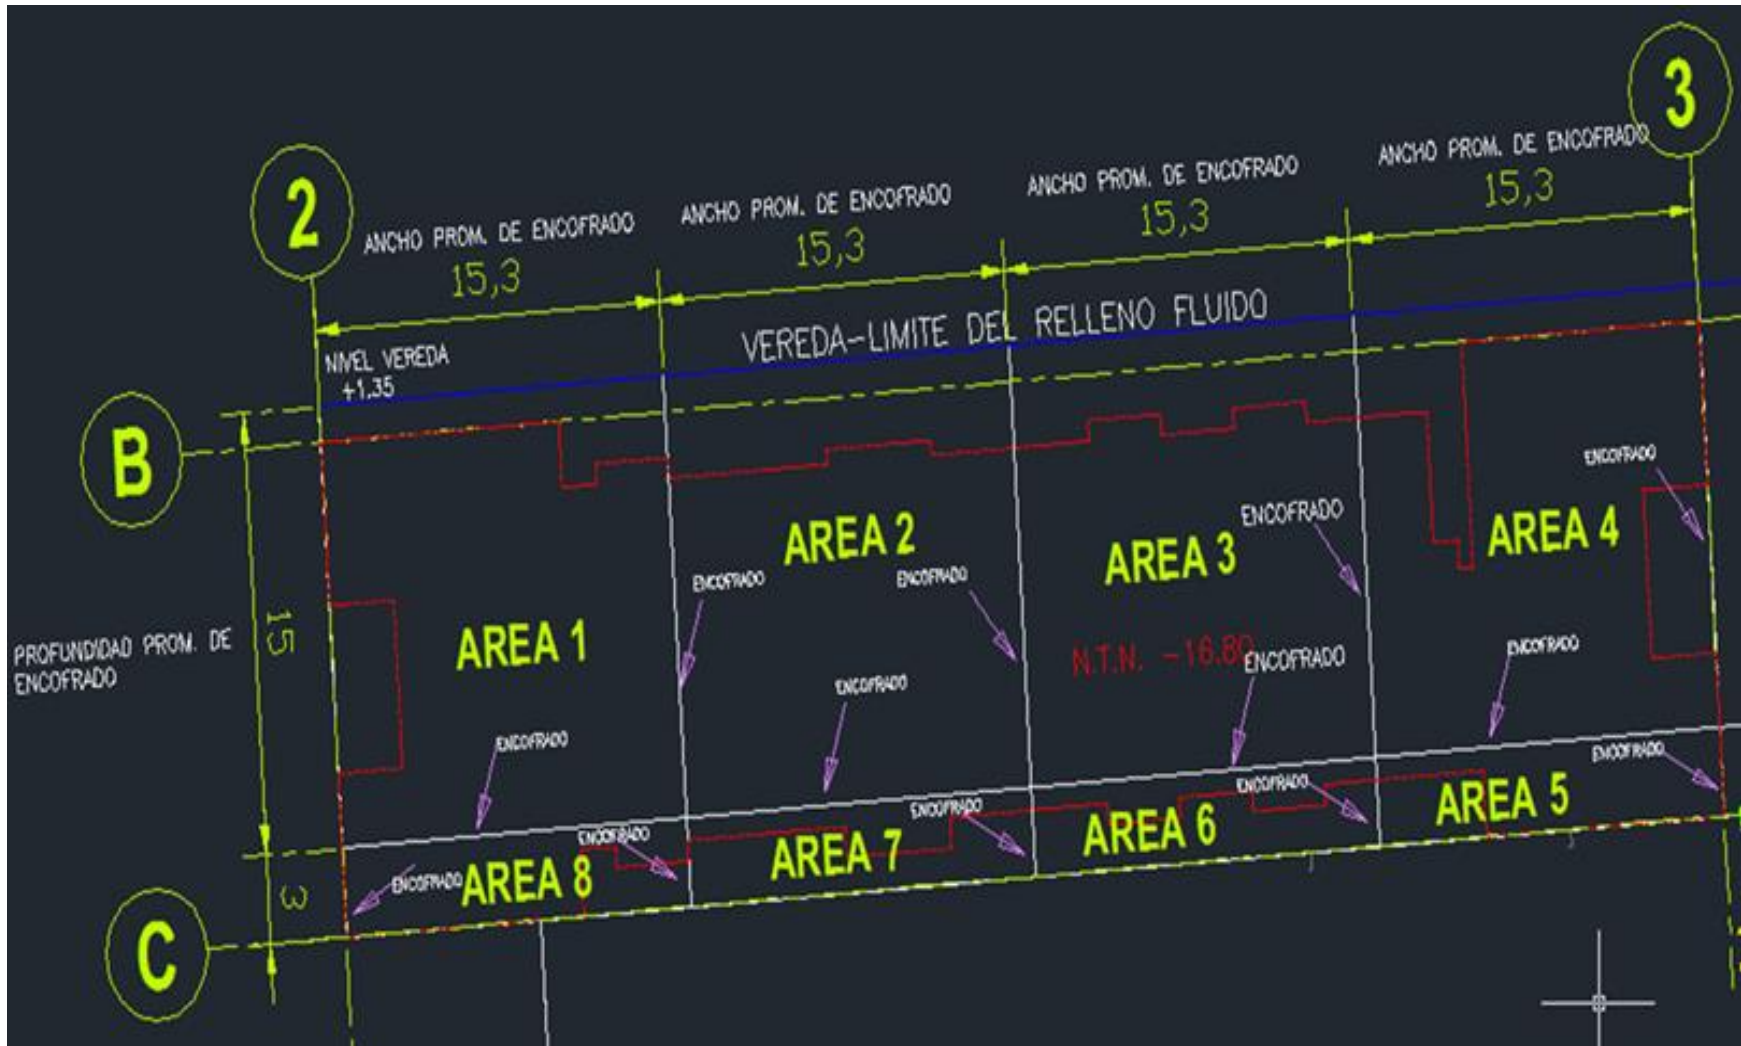 3
2
ANCHO PROM. DE ENCOFRADO
15,3
ANCHO PROM. DE ENCOFRADO
15,3
ANCHO PROM. DE ENCOFRADO
15,3
ANCHO PROM. DE ENCOFRADO
15,3
VEREDA-LIMITE DEL RELLENO FLUIDO
NIVEL VEREDA
+1.35
B
ENCOFRADO
ENCOFRADO
AREA 2
AREA 3
AREA 4
ENCOFRADO
ENCOFRADO
15
PROFUNDIDAD PROM. DE
ENCOFRADO
AREA 1
N.T.N. -16.80
ENCOFRADO
ENCOFRADO
ENCOFRADO
ENCOFRADO
ENCOFRADO
ENCOFRADO
ENCOFRADO
ENCOFRADO
AREA 5
AREA 6
AREA 7
ENCOFRADO
AREA 8
3
C